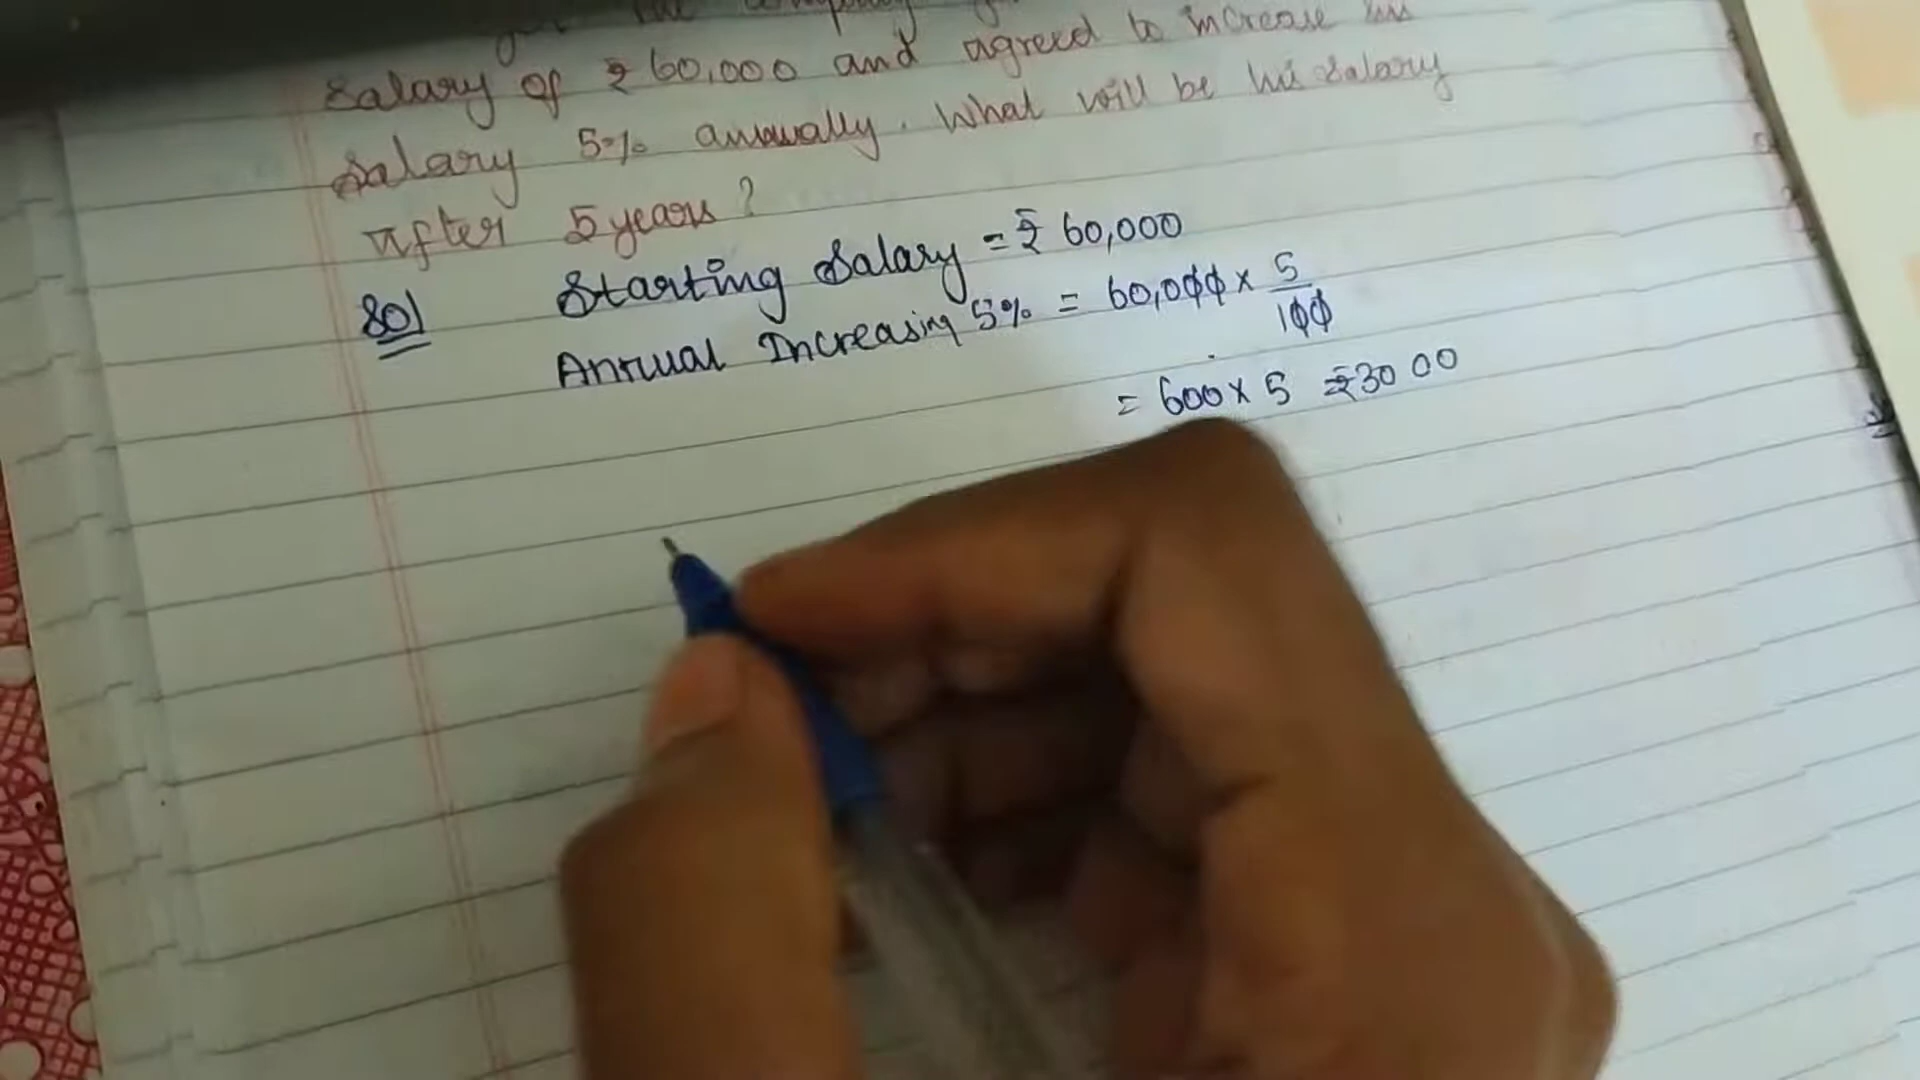 salary of ₹ 60,000 and agreed to increase his
salary 5% annually. What will be his salary
after 5 years?
Sol Starting Salary = ₹ 60,000
Annual Increasing 5% = 60,000 × 5/100
= 600 × 5 = ₹3000